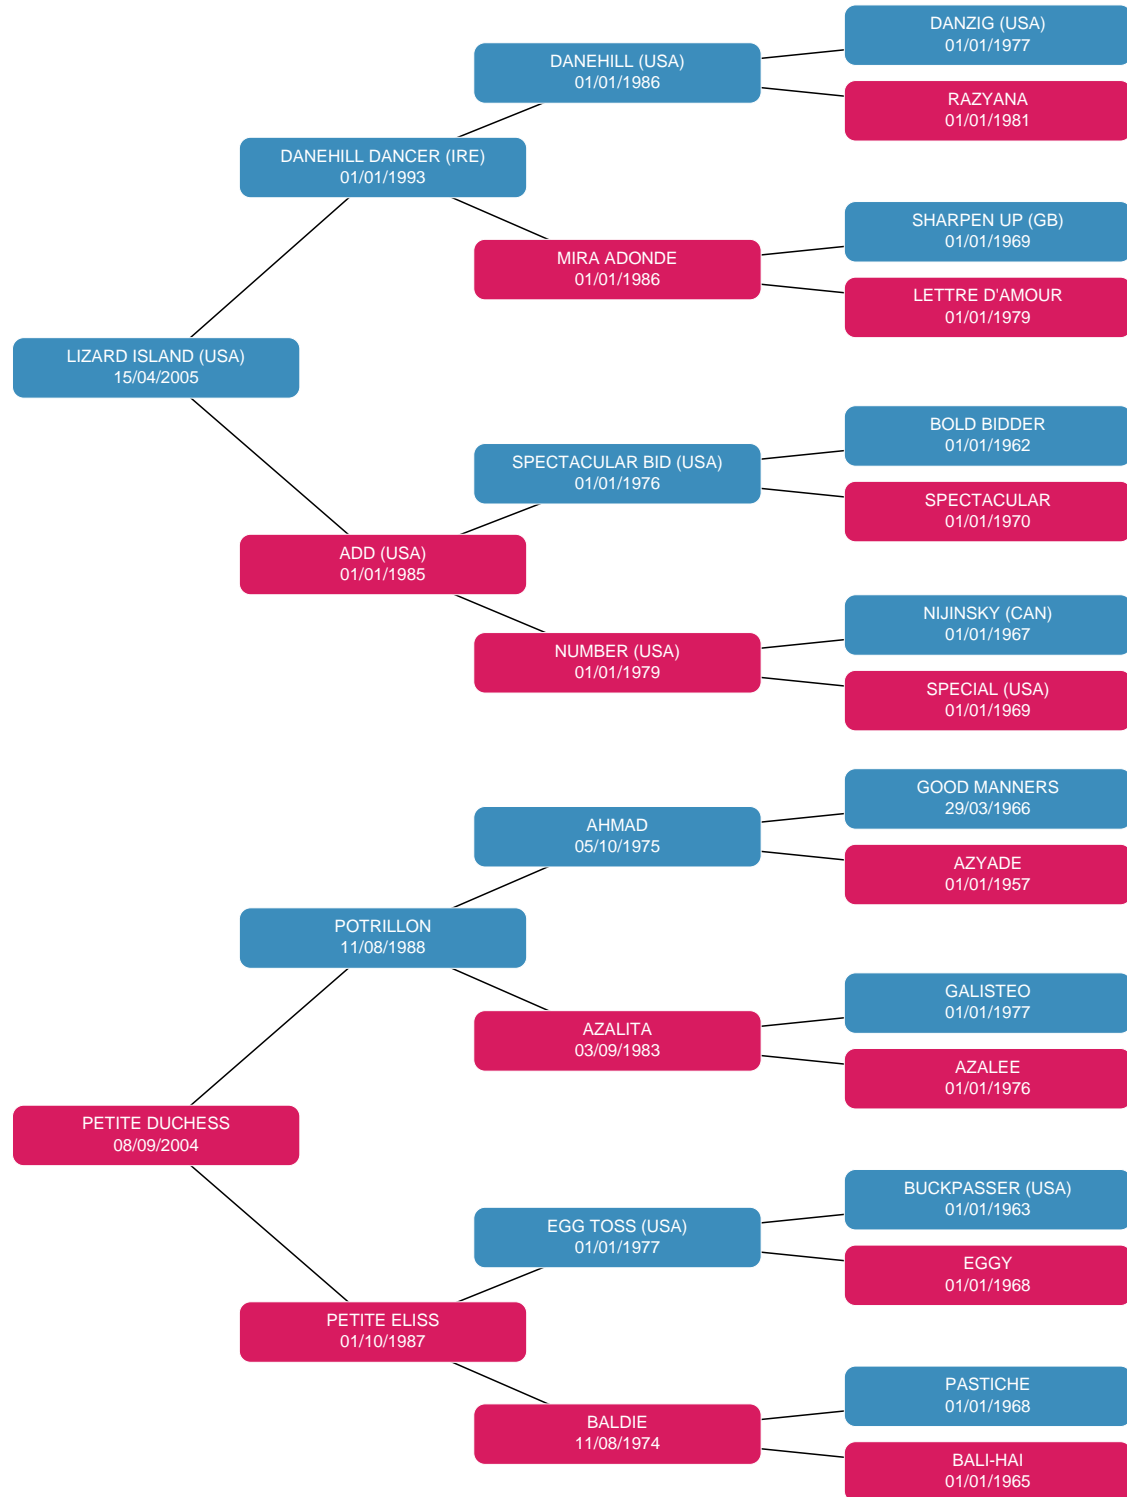 DANZIG (USA)
01/01/1977
DANEHILL (USA)
01/01/1986
RAZYANA
01/01/1981
DANEHILL DANCER (IRE)
01/01/1993
SHARPEN UP (GB)
01/01/1969
MIRA ADONDE
01/01/1986
LETTRE D'AMOUR
01/01/1979
LIZARD ISLAND (USA)
15/04/2005
BOLD BIDDER
01/01/1962
SPECTACULAR BID (USA)
01/01/1976
SPECTACULAR
01/01/1970
ADD (USA)
01/01/1985
NIJINSKY (CAN)
01/01/1967
NUMBER (USA)
01/01/1979
SPECIAL (USA)
01/01/1969
GOOD MANNERS
29/03/1966
AHMAD
05/10/1975
AZYADE
01/01/1957
POTRILLON
11/08/1988
GALISTEO
01/01/1977
AZALITA
03/09/1983
AZALEE
01/01/1976
PETITE DUCHESS
08/09/2004
BUCKPASSER (USA)
01/01/1963
EGG TOSS (USA)
01/01/1977
EGGY
01/01/1968
PETITE ELISS
01/10/1987
PASTICHE
01/01/1968
BALDIE
11/08/1974
BALI-HAI
01/01/1965